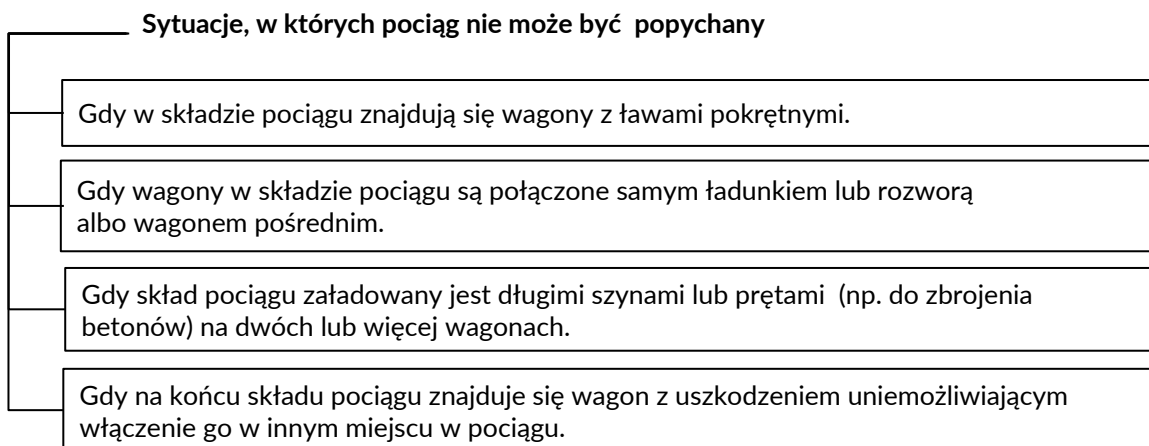 Sytuacje, w których pociąg nie może być  popychany
Gdy w składzie pociągu znajdują się wagony z ławami pokrętnymi.
Gdy wagony w składzie pociągu są połączone samym ładunkiem lub rozworą
albo wagonem pośrednim.
Gdy skład pociągu załadowany jest długimi szynami lub prętami  (np. do zbrojenia
betonów) na dwóch lub więcej wagonach.
Gdy na końcu składu pociągu znajduje się wagon z uszkodzeniem uniemożliwiającym
włączenie go w innym miejscu w pociągu.